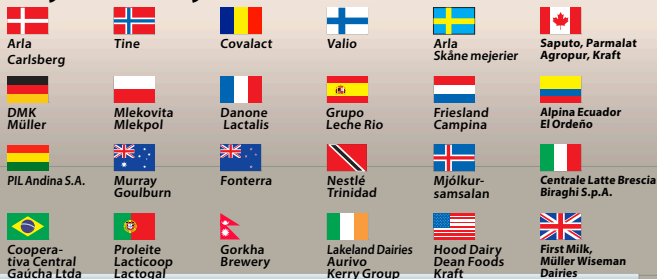 Arla
Carlsberg
Tine
Covalact
Valio
Arla
Skåne mejerier
Saputo, Parmalat
Agropur, Kraft
DMK
Müller
Mlekovita
Mlekpol
Danone
Lactalis
Grupo
Leche Rio
Friesland
Campina
Alpina Ecuador
El Ordeño
PIL Andina S.A.
Murray
Goulburn
Fonterra
Nestlé
Trinidad
Mjólkur-
samsalan
Centrale Latte Brescia
Biraghi S.p.A.
Coopera-
tiva Central
Gaúcha Ltda
Proleite
Lacticoop
Lactogal
Gorkha
Brewery
Lakeland Dairies
Aurivo
Kerry Group
Hood Dairy
Dean Foods
Kraft
First Milk,
Müller Wiseman
Dairies